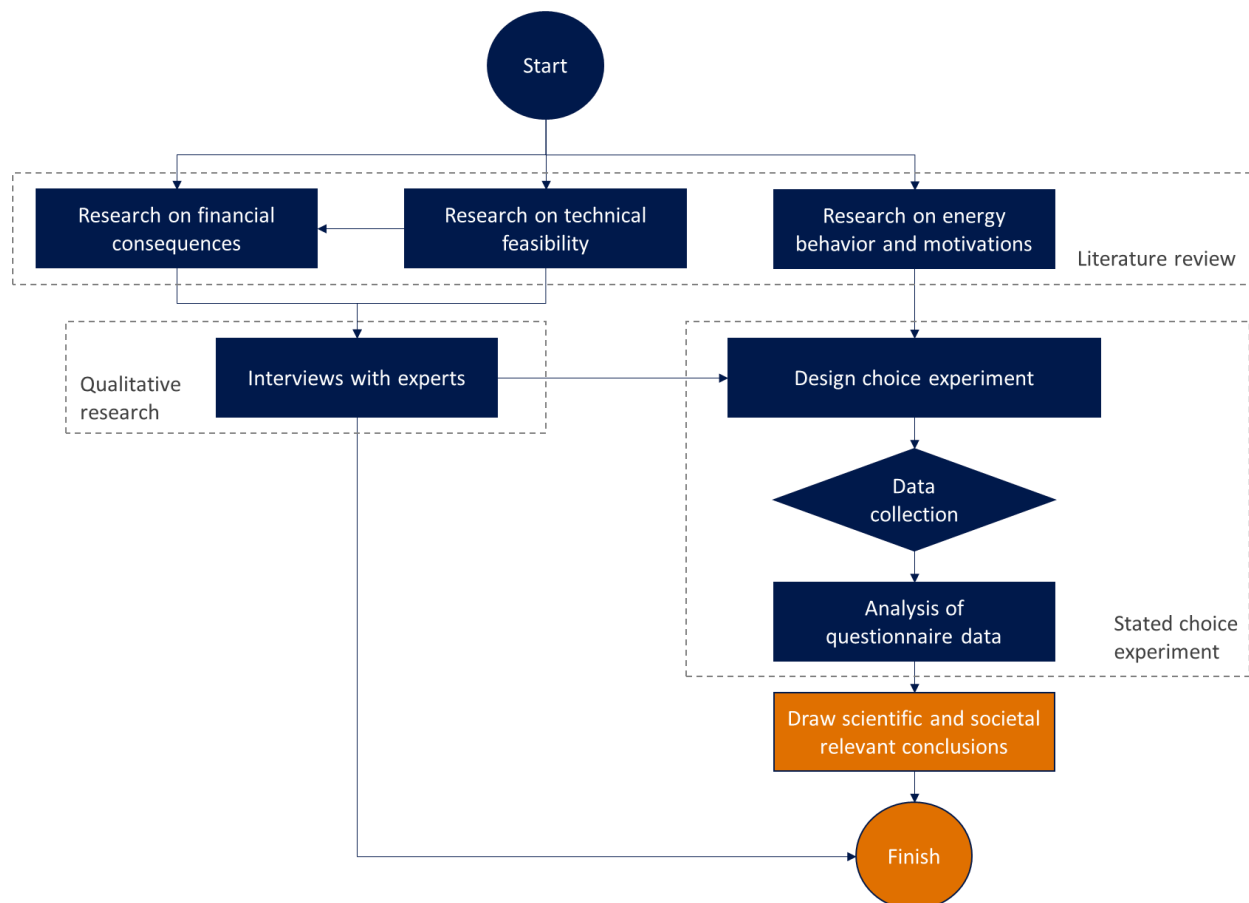 Start
Research on financial
consequences
Research on technical
feasibility
Research on energy
behavior and motivations
Literature review
Qualitative
research
Interviews with experts
Design choice experiment
Data
collection
Analysis of
questionnaire data
Stated choice
experiment
Draw scientific and societal
relevant conclusions
Finish